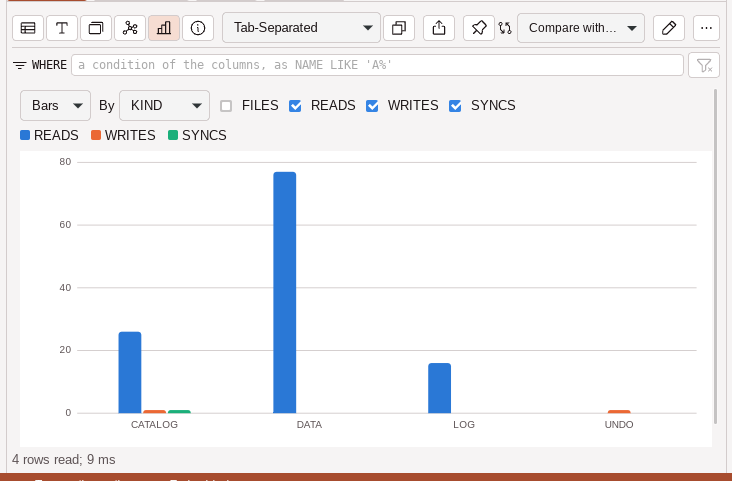 Tab-Separated
Compare with...
WHERE a condition of the columns, as NAME LIKE 'A%'
Bars By KIND FILES READS WRITES SYNCS
READS WRITES SYNCS
80
60
40
20
0
CATALOG DATA LOG UNDO
4 rows read; 9 ms